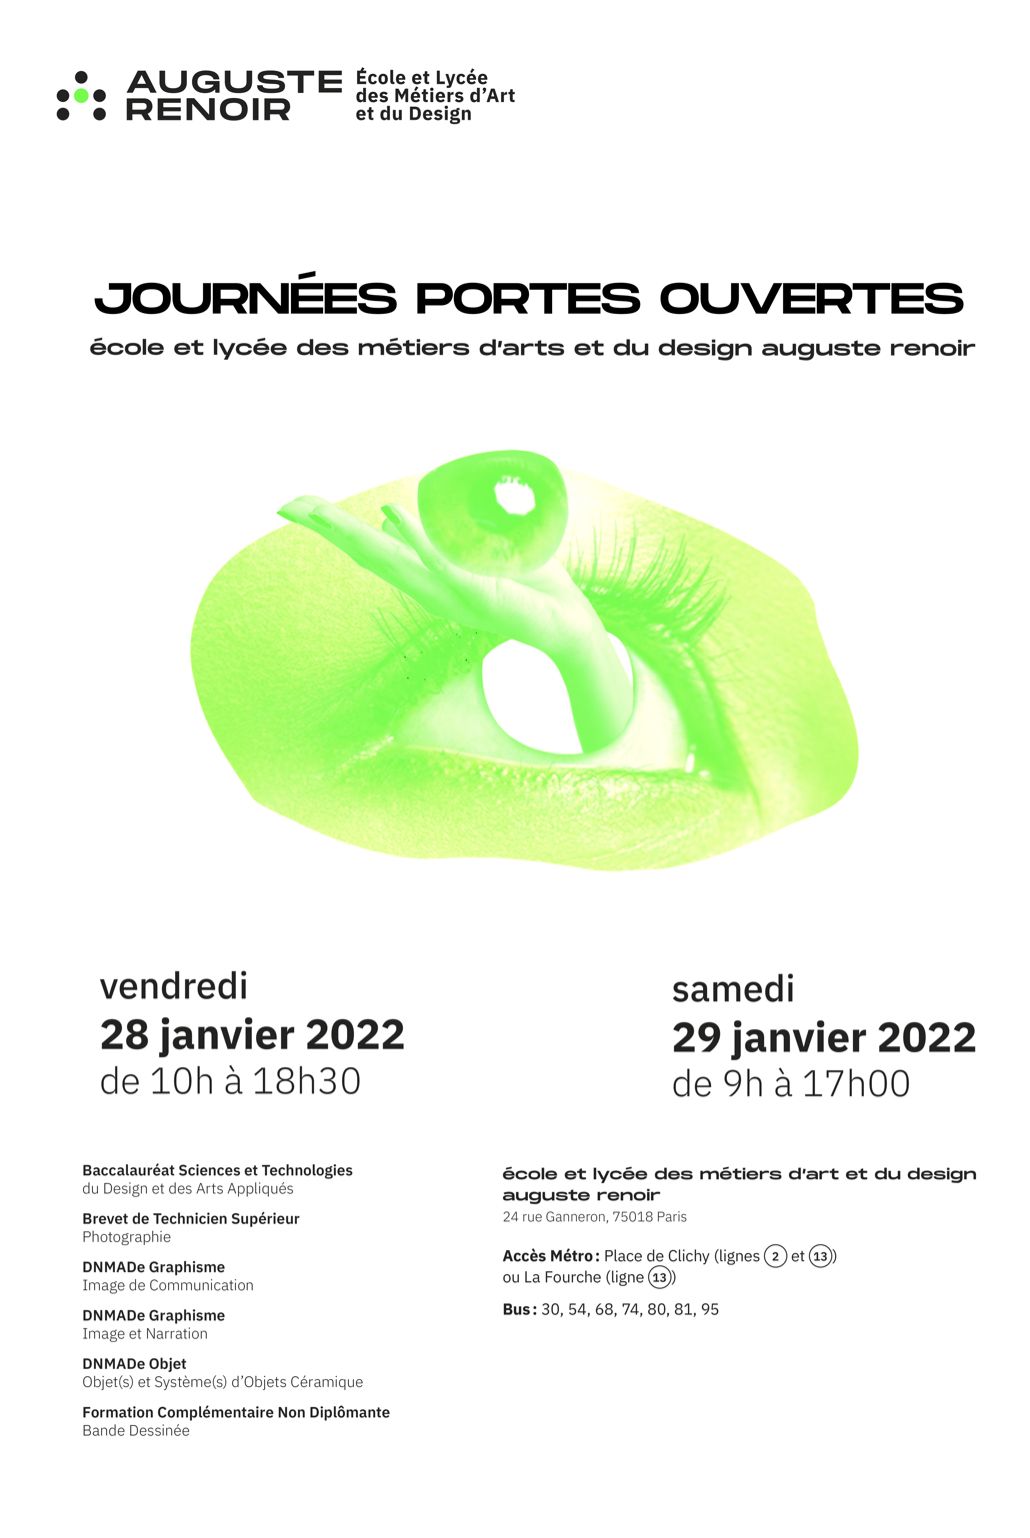 AUGUSTE
RENOIR
École et Lycée
des Métiers d'Art
et du Design
JOURNÉES PORTES OUVERTES
école et lycée des métiers d'arts et du design auguste renoir
vendredi
28 janvier 2022
de 10h à 18h30
samedi
29 janvier 2022
de 9h à 17h00
Baccalauréat Sciences et Technologies
du Design et des Arts Appliqués
Brevet de Technicien Supérieur
Photographie
DNMADe Graphisme
Image de Communication
DNMADe Graphisme
Image et Narration
DNMADe Objet
Objet(s) et Système(s) d'Objets Céramique
Formation Complémentaire Non Diplômante
Bande Dessinée
école et lycée des métiers d'art et du design
auguste renoir
24 rue Ganneron, 75018 Paris
Accès Métro : Place de Clichy (lignes 2 et 13)
ou La Fourche (ligne 13)
Bus : 30, 54, 68, 74, 80, 81, 95